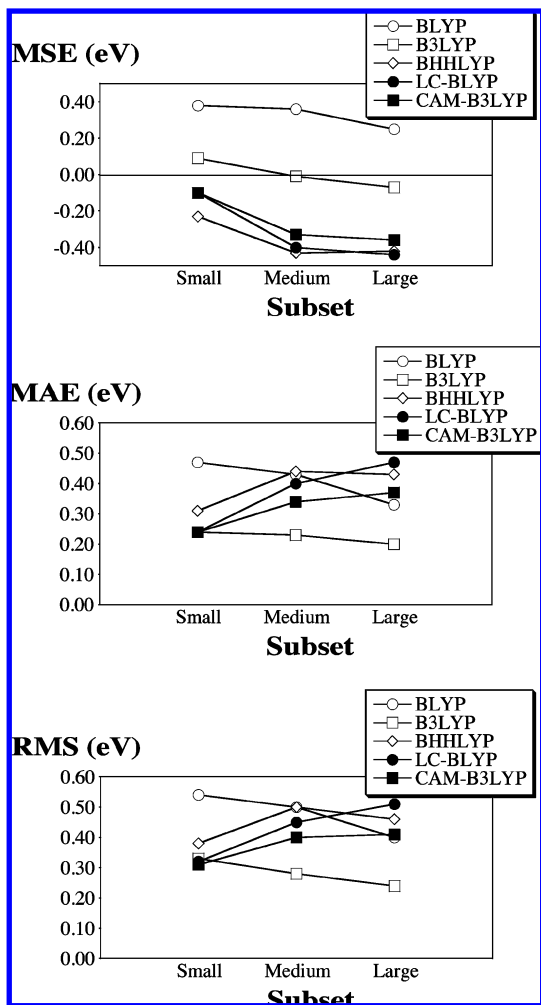 MSE (eV)
BLYP
B3LYP
BHHLYP
LC-BLYP
CAM-B3LYP
0.40
0.20
0.00
-0.20
-0.40
Small Medium Large
Subset
MAE (eV)
BLYP
B3LYP
BHHLYP
LC-BLYP
CAM-B3LYP
0.60
0.50
0.40
0.30
0.20
0.10
0.00
Small Medium Large
Subset
RMS (eV)
BLYP
B3LYP
BHHLYP
LC-BLYP
CAM-B3LYP
0.60
0.50
0.40
0.30
0.20
0.10
0.00
Small Medium Large
Subset